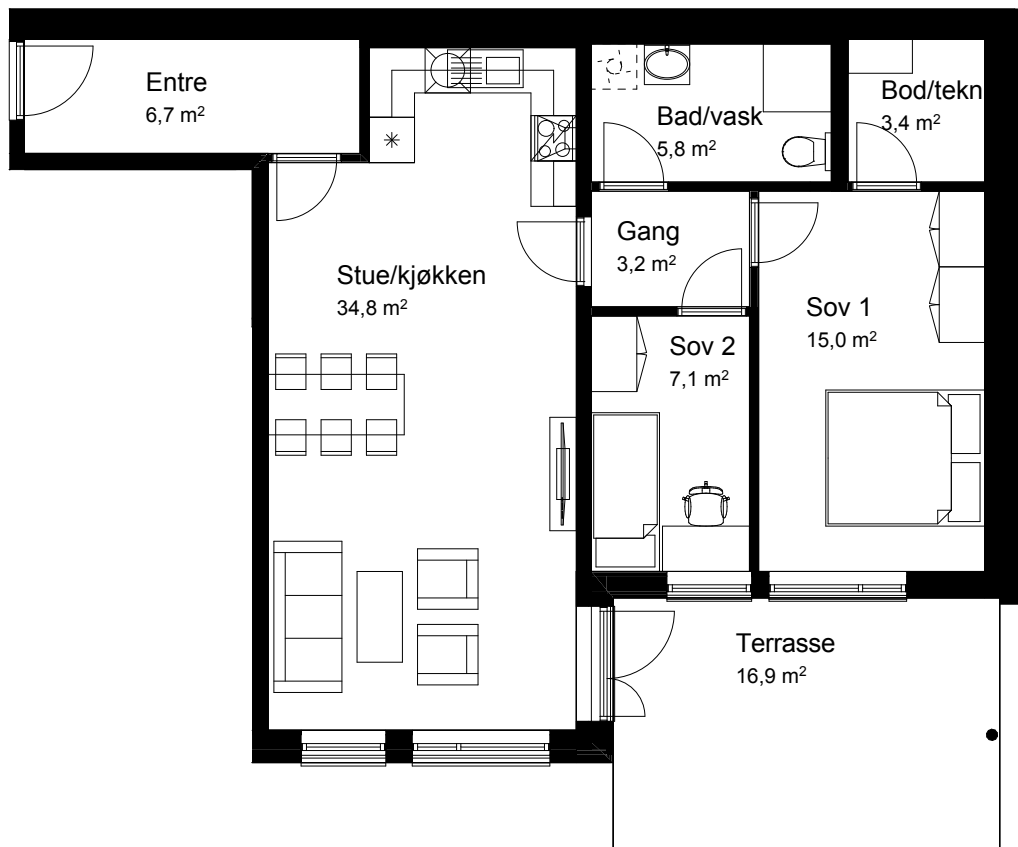 Entre
6,7 m²
Bad/vask
5,8 m²
Bod/tekn
3,4 m²
Gang
3,2 m²
Stue/kjøkken
34,8 m²
Sov 1
15,0 m²
Sov 2
7,1 m²
Terrasse
16,9 m²